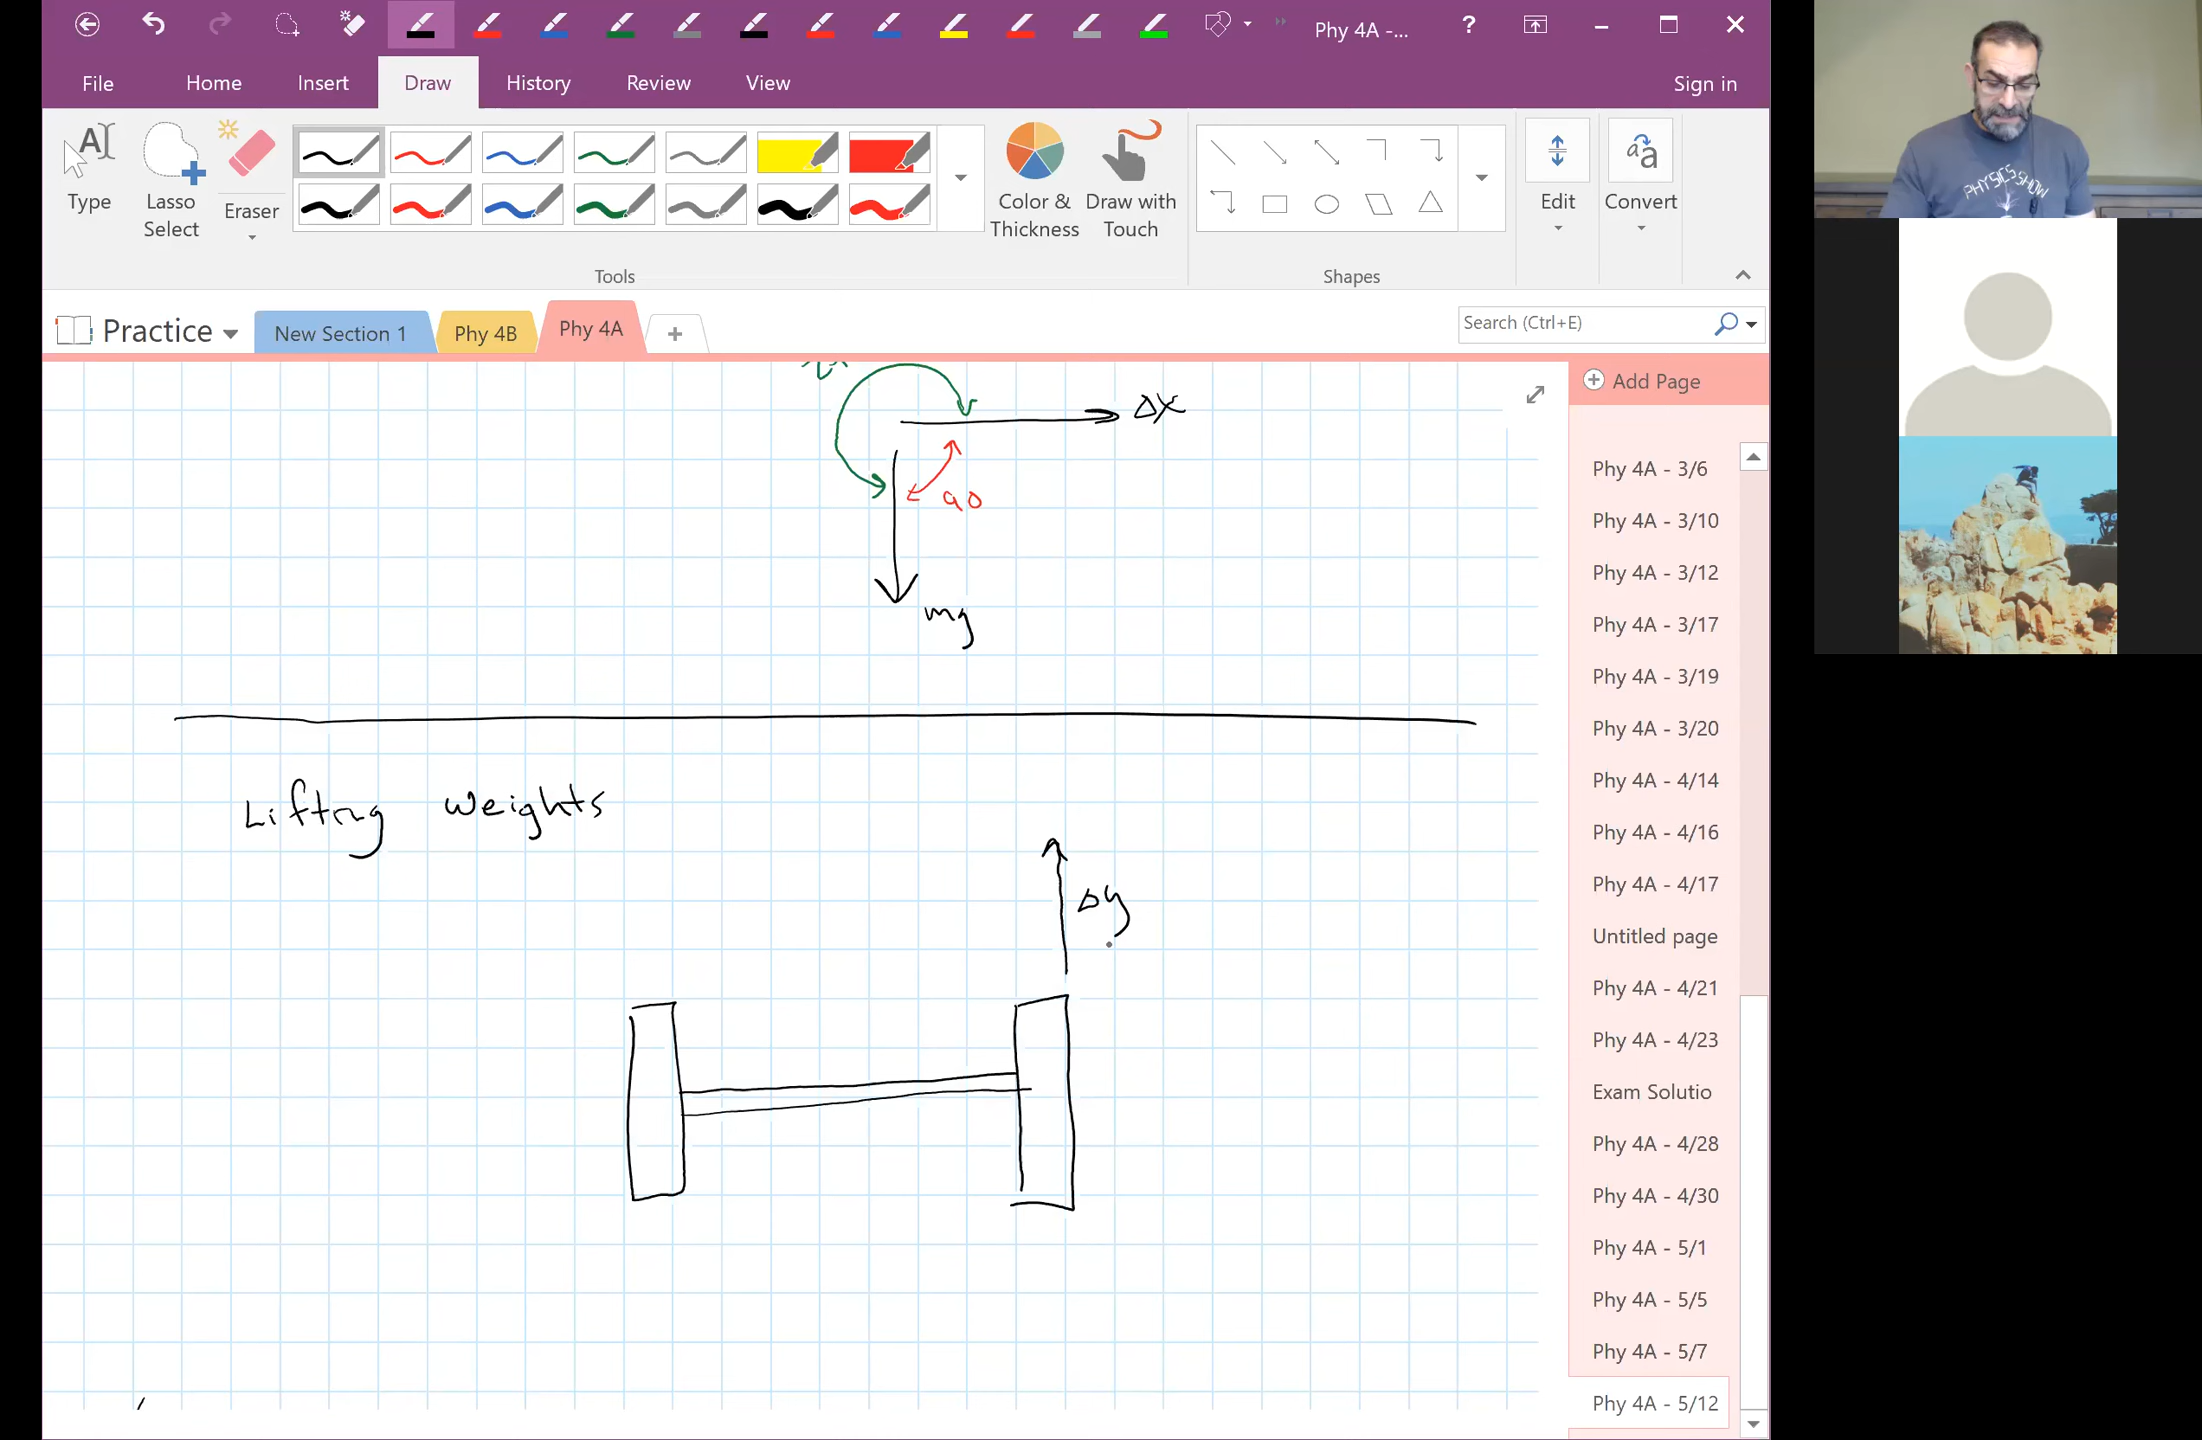 Phy 4A -...
?
File Home Insert Draw History Review View Sign in
Type
Lasso Select
Eraser
Color & Thickness
Draw with Touch
Edit
Convert
Tools
Shapes
Practice
New Section 1
Phy 4B
Phy 4A
Search (Ctrl+E)
Add Page
Phy 4A - 3/6
Phy 4A - 3/10
Phy 4A - 3/12
Phy 4A - 3/17
Phy 4A - 3/19
Phy 4A - 3/20
Phy 4A - 4/14
Phy 4A - 4/16
Phy 4A - 4/17
Untitled page
Phy 4A - 4/21
Phy 4A - 4/23
Exam Solutio
Phy 4A - 4/28
Phy 4A - 4/30
Phy 4A - 5/1
Phy 4A - 5/5
Phy 4A - 5/7
Phy 4A - 5/12
Δx
90
mg
Lifting Weights
Δy
PHYSICS SHOW